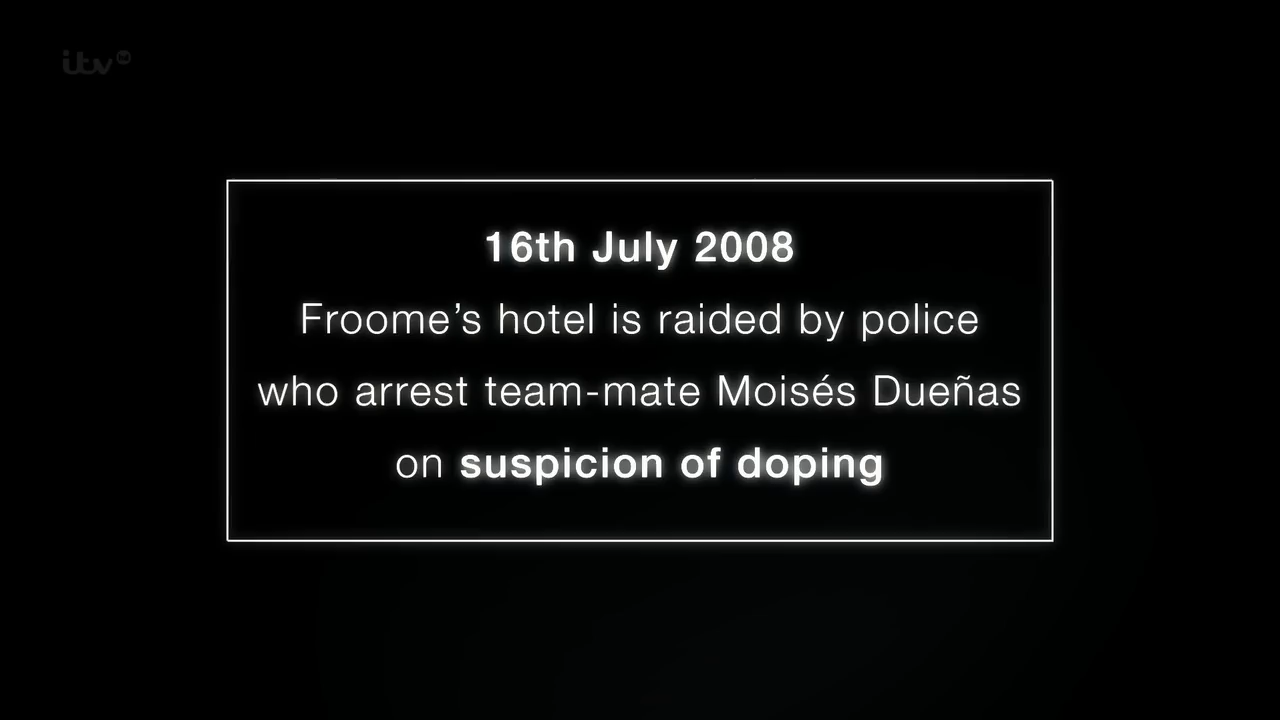 itv
16th July 2008
Froome’s hotel is raided by police
who arrest team-mate Moisés Dueñas
on suspicion of doping